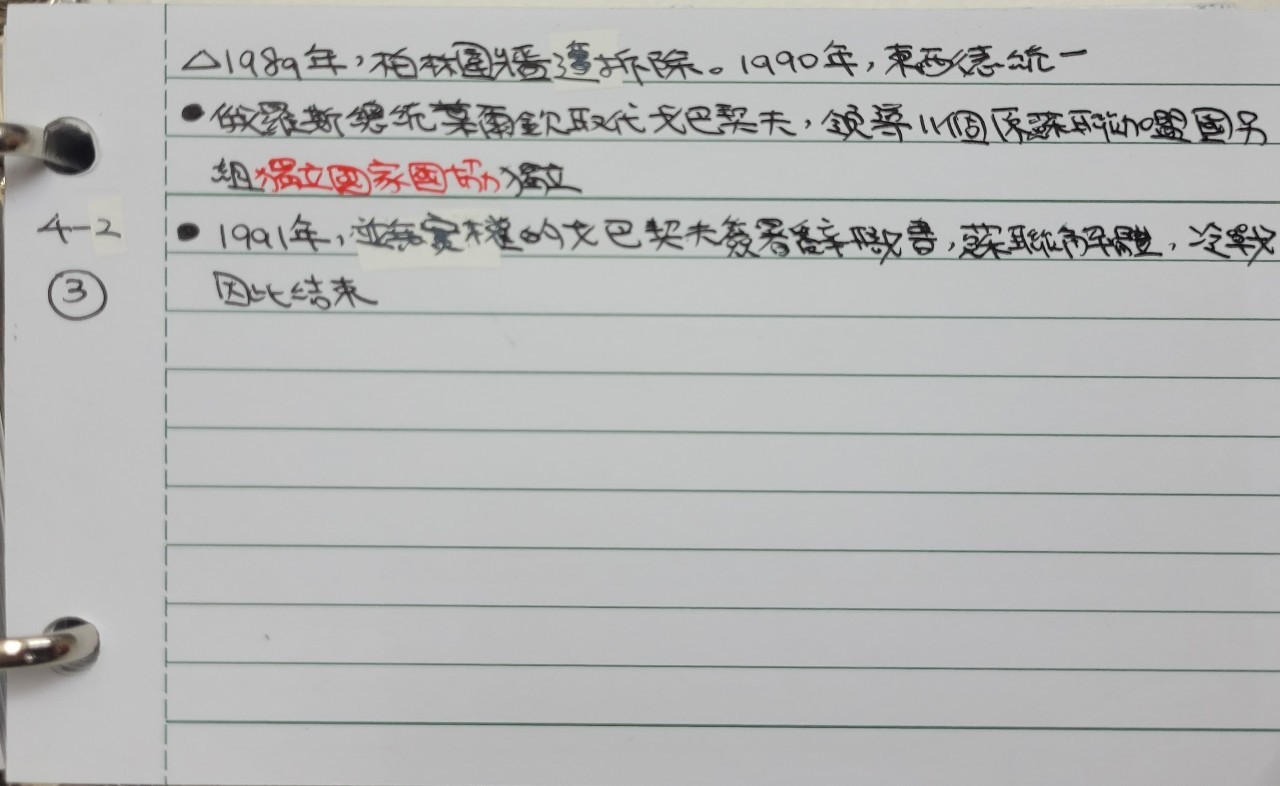 △1989年，柏林圍牆遭拆除。1990年，東西德統一
• 俄羅斯總統葉爾欽取代戈巴契夫，領導11個原蘇聯加盟國另
組獨立國家國協獨立
4-2
• 1991年，並無實權的戈巴契夫簽署辭職書，蘇聯解體，冷戰
③
因此結束